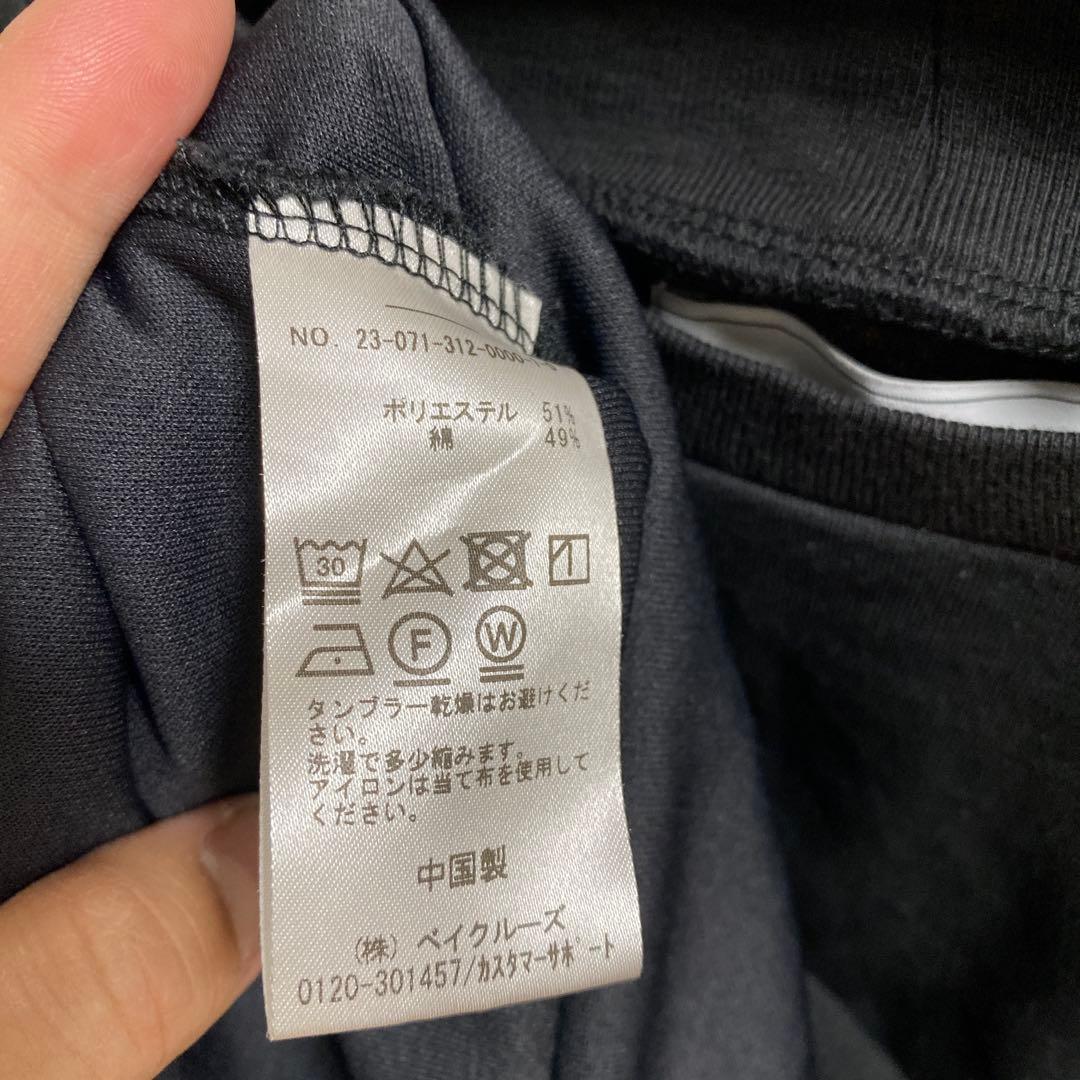 NO. 23-071-312-0000-
ポリエステル 51%
綿 49%
30
F W
タンブラー乾燥はお避けくだ
さい。
洗濯で多少縮みます。
アイロンは当て布を使用して
ください。
中国製
(株) ベイクルーズ
0120-301457/カスタマーサポート